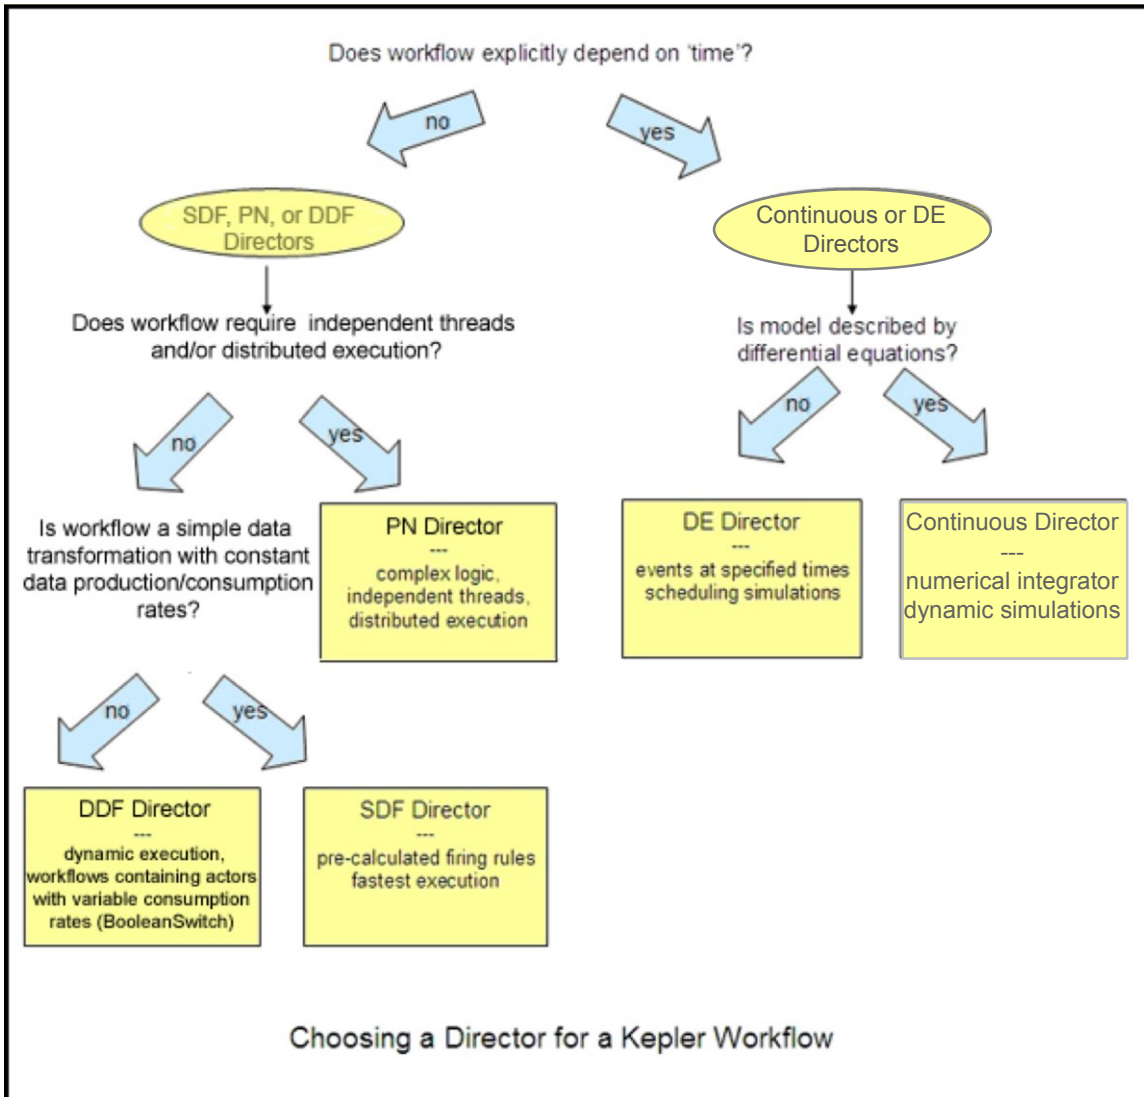 Does workflow explicitly depend on 'time'?
no
yes
SDF, PN, or DDF
Directors
Continuous or DE
Directors
Does workflow require independent threads
and/or distributed execution?
Is model described by
differential equations?
no
yes
no
yes
Is workflow a simple data
transformation with constant
data production/consumption
rates?
PN Director
---
complex logic,
independent threads,
distributed execution
DE Director
---
events at specified times
scheduling simulations
Continuous Director
---
numerical integrator
dynamic simulations
no
yes
DDF Director
---
dynamic execution,
workflows containing actors
with variable consumption
rates (BooleanSwitch)
SDF Director
---
pre-calculated firing rules
fastest execution
Choosing a Director for a Kepler Workflow